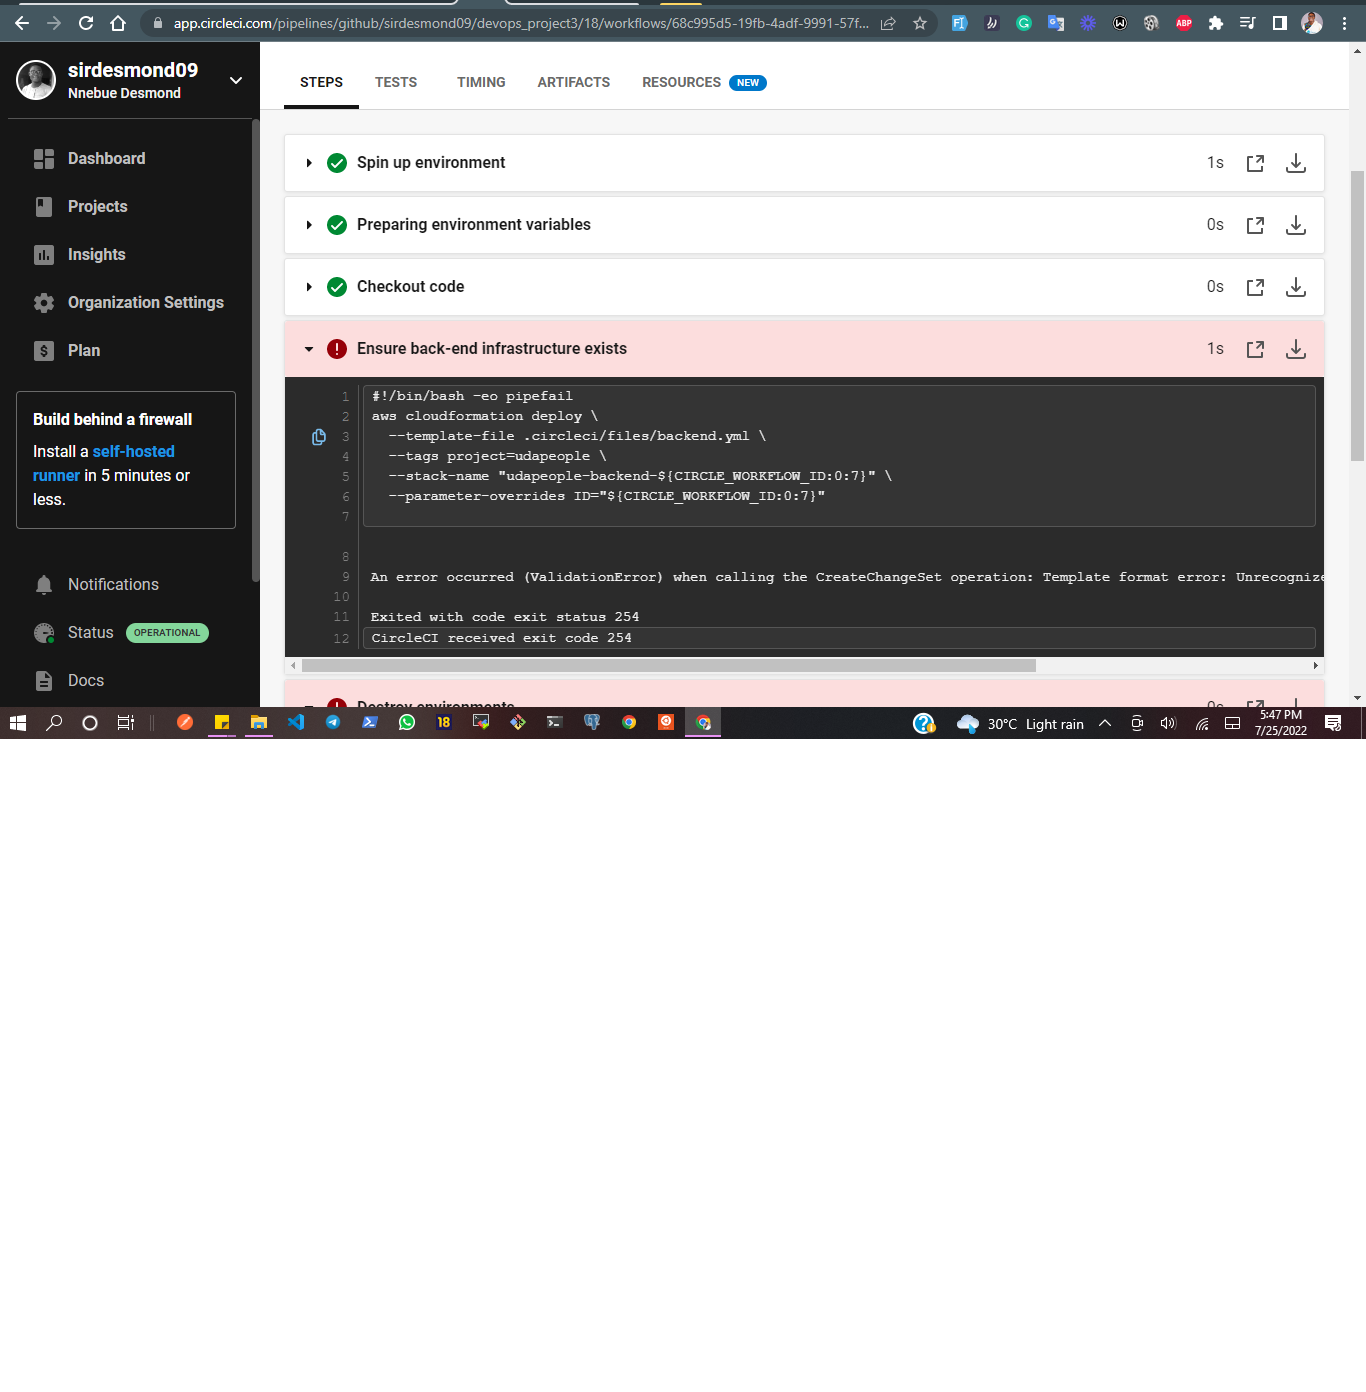 app.circleci.com/pipelines/github/sirdesmond09/devops_project3/18/workflows/68c995d5-19fb-4adf-9991-57f...
sirdesmond09
Nnebue Desmond
Dashboard
Projects
Insights
Organization Settings
Plan
Build behind a firewall
Install a self-hosted
runner in 5 minutes or
less.
Notifications
Status OPERATIONAL
Docs
STEPS TESTS TIMING ARTIFACTS RESOURCES NEW
Spin up environment 1s
Preparing environment variables 0s
Checkout code 0s
Ensure back-end infrastructure exists 1s
1 #!/bin/bash -eo pipefail
2 aws cloudformation deploy \
3 --template-file .circleci/files/backend.yml \
4 --tags project=udapeople \
5 --stack-name "udapeople-backend-${CIRCLE_WORKFLOW_ID:0:7}" \
6 --parameter-overrides ID="${CIRCLE_WORKFLOW_ID:0:7}"
7
8
9 An error occurred (ValidationError) when calling the CreateChangeSet operation: Template format error: Unrecognize
10
11 Exited with code exit status 254
12 CircleCI received exit code 254
Destroy environments 0s
30°C Light rain
5:47 PM
7/25/2022
ABP
18